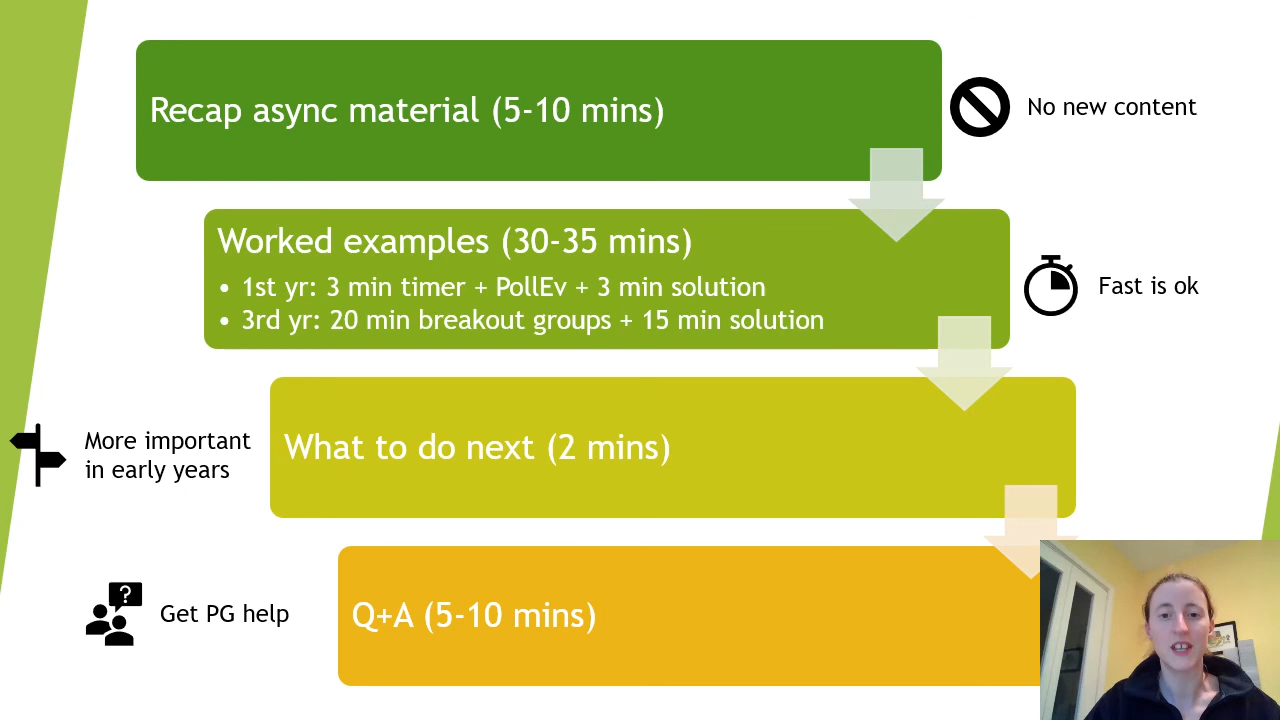 Recap async material (5-10 mins)
No new content
Worked examples (30-35 mins)
• 1st yr: 3 min timer + PollEv + 3 min solution
• 3rd yr: 20 min breakout groups + 15 min solution
Fast is ok
What to do next (2 mins)
More important
in early years
?
Get PG help
Q+A (5-10 mins)